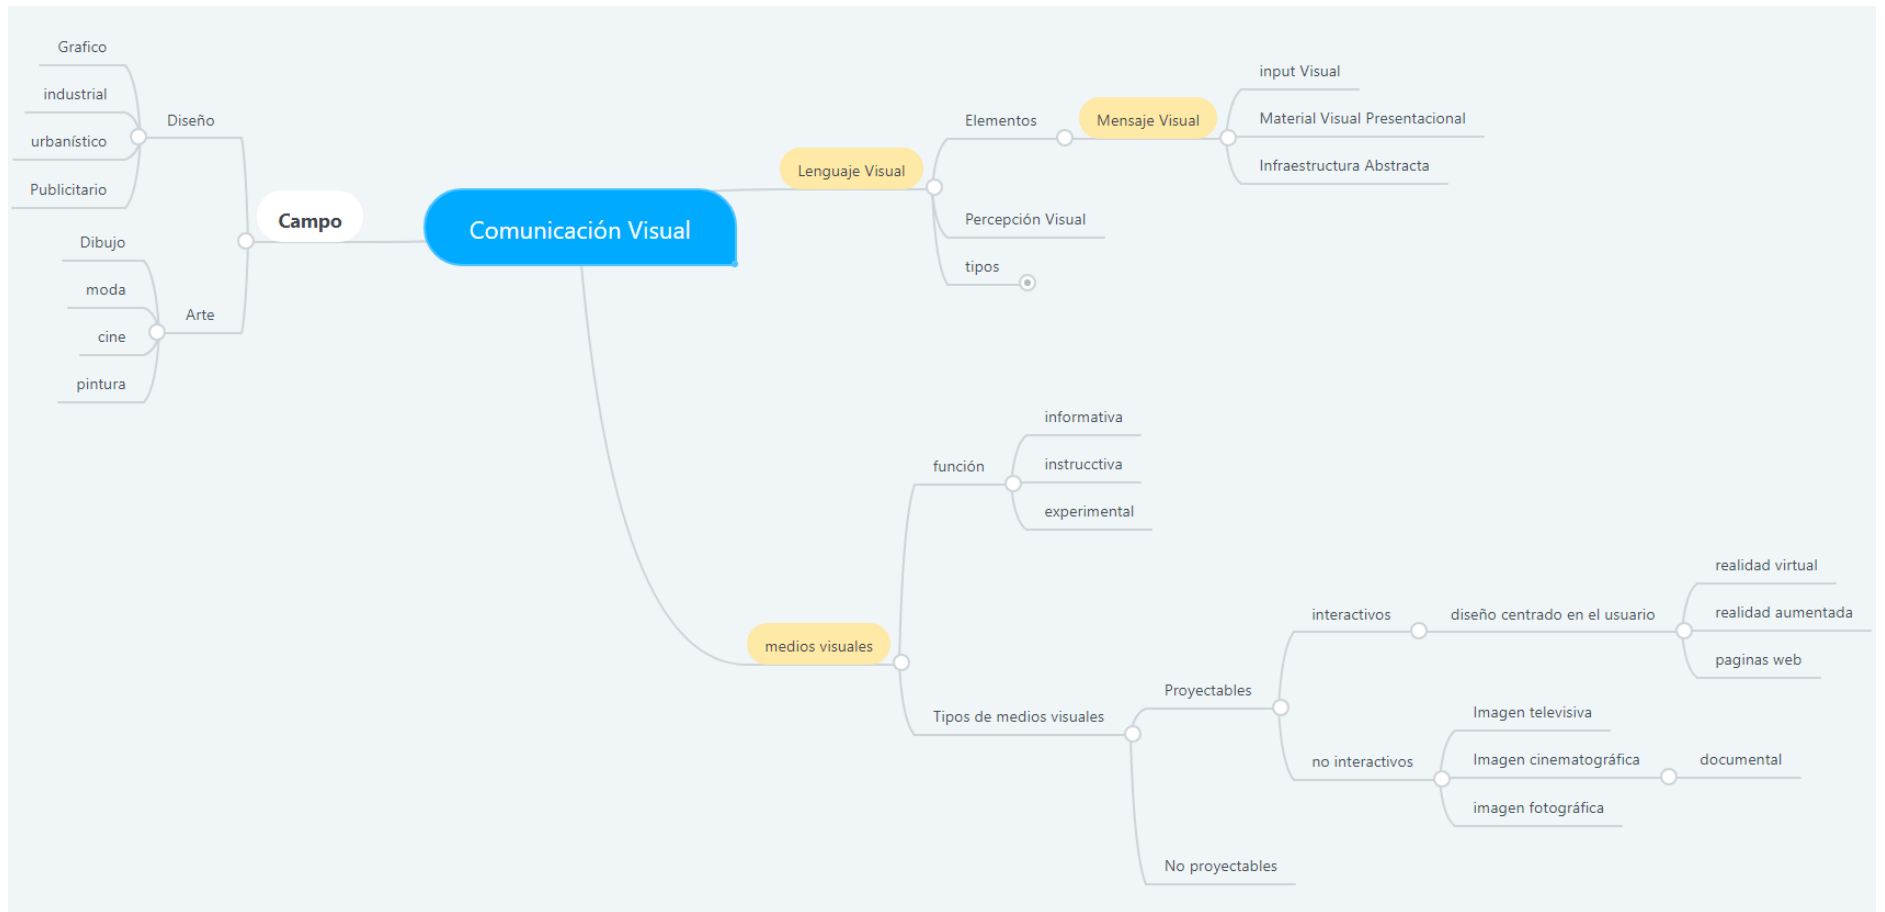 Comunicación Visual
Campo
Diseño
Grafico
industrial
urbanístico
Publicitario
Arte
Dibujo
moda
cine
pintura
Lenguaje Visual
Elementos
Mensaje Visual
input Visual
Material Visual Presentacional
Infraestructura Abstracta
Percepción Visual
tipos
medios visuales
función
informativa
instrucctiva
experimental
Tipos de medios visuales
Proyectables
interactivos
diseño centrado en el usuario
realidad virtual
realidad aumentada
paginas web
no interactivos
Imagen televisiva
Imagen cinematográfica
documental
imagen fotográfica
No proyectables